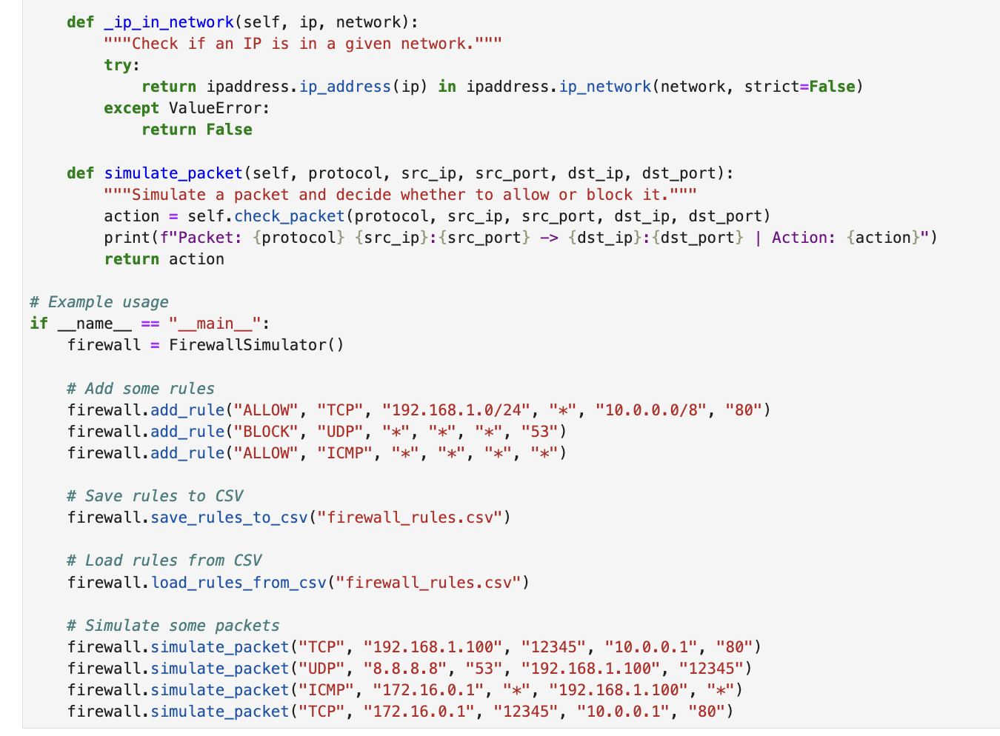 def _ip_in_network(self, ip, network):
"""Check if an IP is in a given network."""
try:
return ipaddress.ip_address(ip) in ipaddress.ip_network(network, strict=False)
except ValueError:
return False
def simulate_packet(self, protocol, src_ip, src_port, dst_ip, dst_port):
"""Simulate a packet and decide whether to allow or block it."""
action = self.check_packet(protocol, src_ip, src_port, dst_ip, dst_port)
print(f"Packet: {protocol} {src_ip}:{src_port} -> {dst_ip}:{dst_port} | Action: {action}")
return action
# Example usage
if __name__ == "__main__":
firewall = FirewallSimulator()
# Add some rules
firewall.add_rule("ALLOW", "TCP", "192.168.1.0/24", "*", "10.0.0.0/8", "80")
firewall.add_rule("BLOCK", "UDP", "*", "*", "*", "53")
firewall.add_rule("ALLOW", "ICMP", "*", "*", "*", "*")
# Save rules to CSV
firewall.save_rules_to_csv("firewall_rules.csv")
# Load rules from CSV
firewall.load_rules_from_csv("firewall_rules.csv")
# Simulate some packets
firewall.simulate_packet("TCP", "192.168.1.100", "12345", "10.0.0.1", "80")
firewall.simulate_packet("UDP", "8.8.8.8", "53", "192.168.1.100", "12345")
firewall.simulate_packet("ICMP", "172.16.0.1", "*", "192.168.1.100", "*")
firewall.simulate_packet("TCP", "172.16.0.1", "12345", "10.0.0.1", "80")